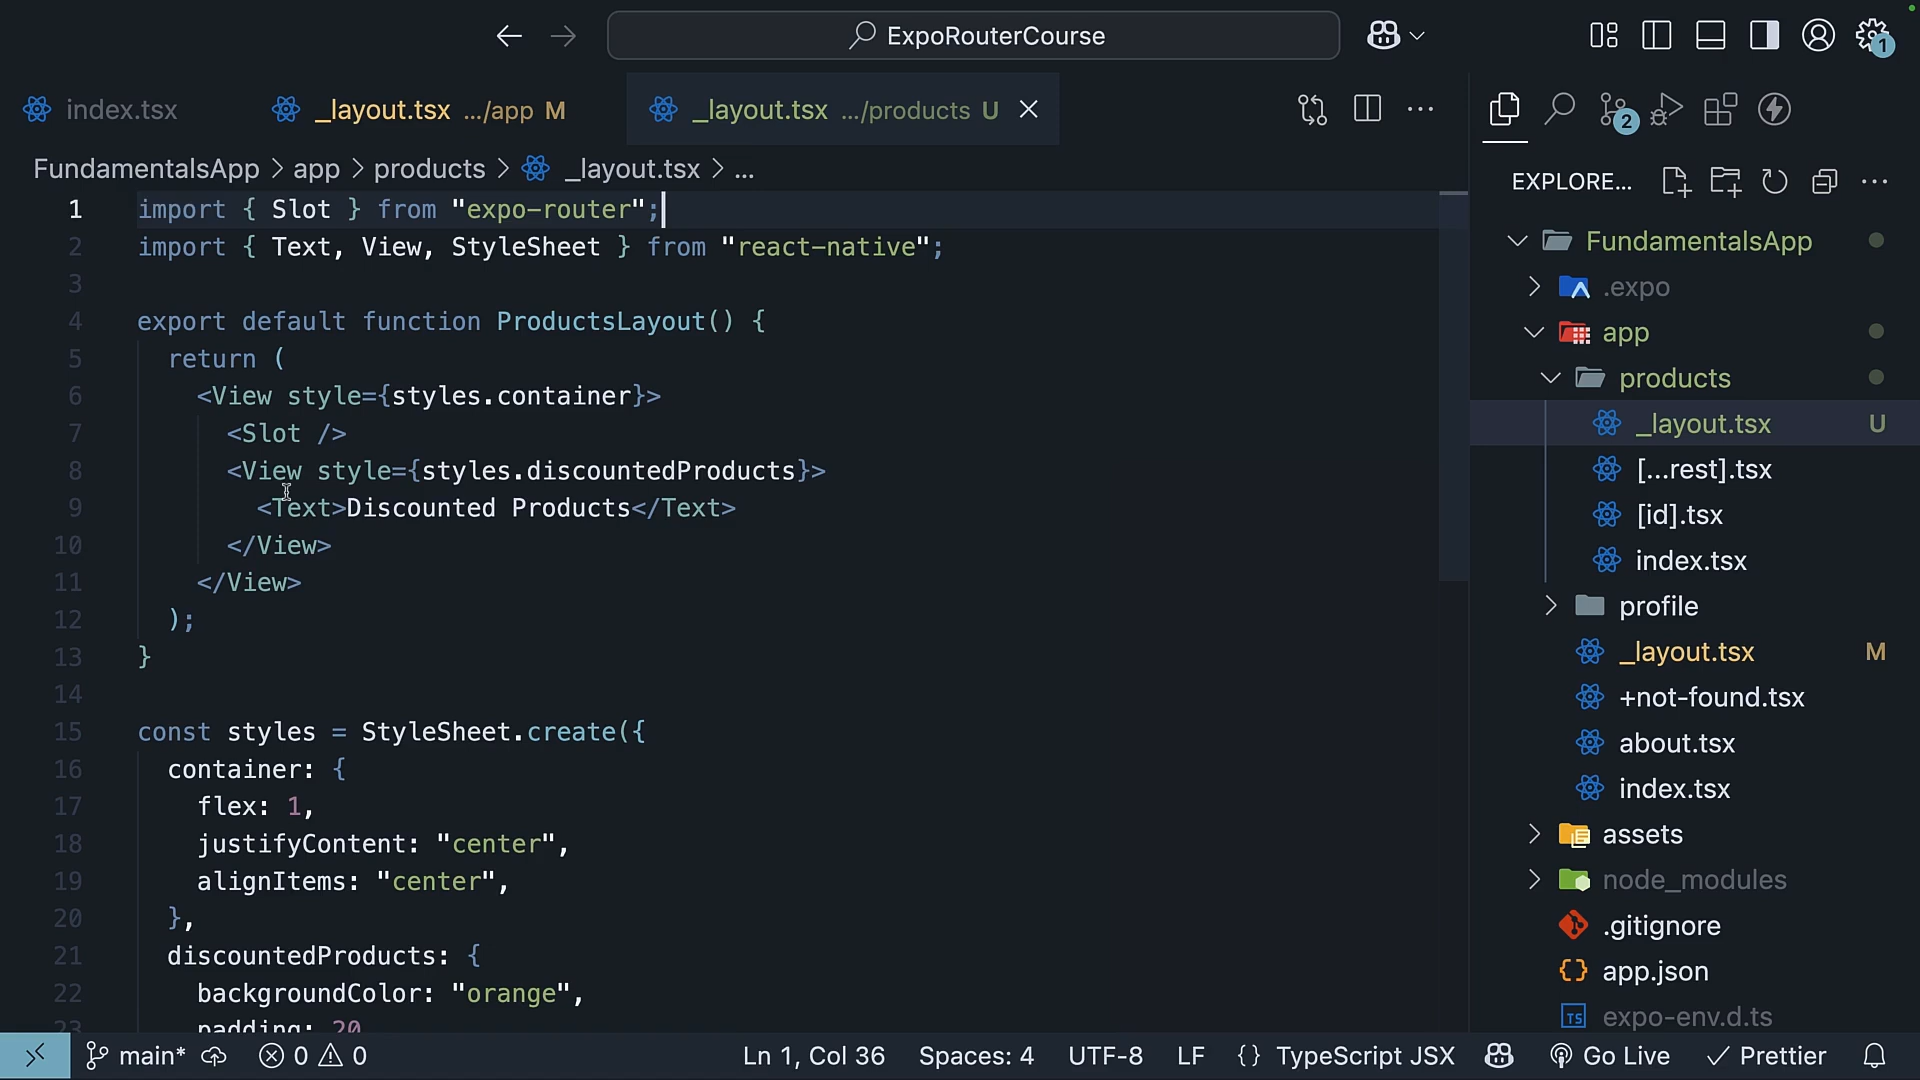 ExpoRouterCourse
1
index.tsx
_layout.tsx .../app M
_layout.tsx .../products U
2
FundamentalsApp > app > products > _layout.tsx > ...
EXPLORE...
1 import { Slot } from "expo-router";
2 import { Text, View, StyleSheet } from "react-native";
3
4 export default function ProductsLayout() {
5 return (
6 <View style={styles.container}>
7 <Slot />
8 <View style={styles.discountedProducts}>
9 <Text>Discounted Products</Text>
10 </View>
11 </View>
12 );
13 }
14
15 const styles = StyleSheet.create({
16 container: {
17 flex: 1,
18 justifyContent: "center",
19 alignItems: "center",
20 },
21 discountedProducts: {
22 backgroundColor: "orange",
23 padding: 20
FundamentalsApp
.expo
app
products
_layout.tsx U
[...rest].tsx
[id].tsx
index.tsx
profile
_layout.tsx M
+not-found.tsx
about.tsx
index.tsx
assets
node_modules
.gitignore
{} app.json
TS expo-env.d.ts
main* 0 0 Ln 1, Col 36 Spaces: 4 UTF-8 LF {} TypeScript JSX Go Live Prettier